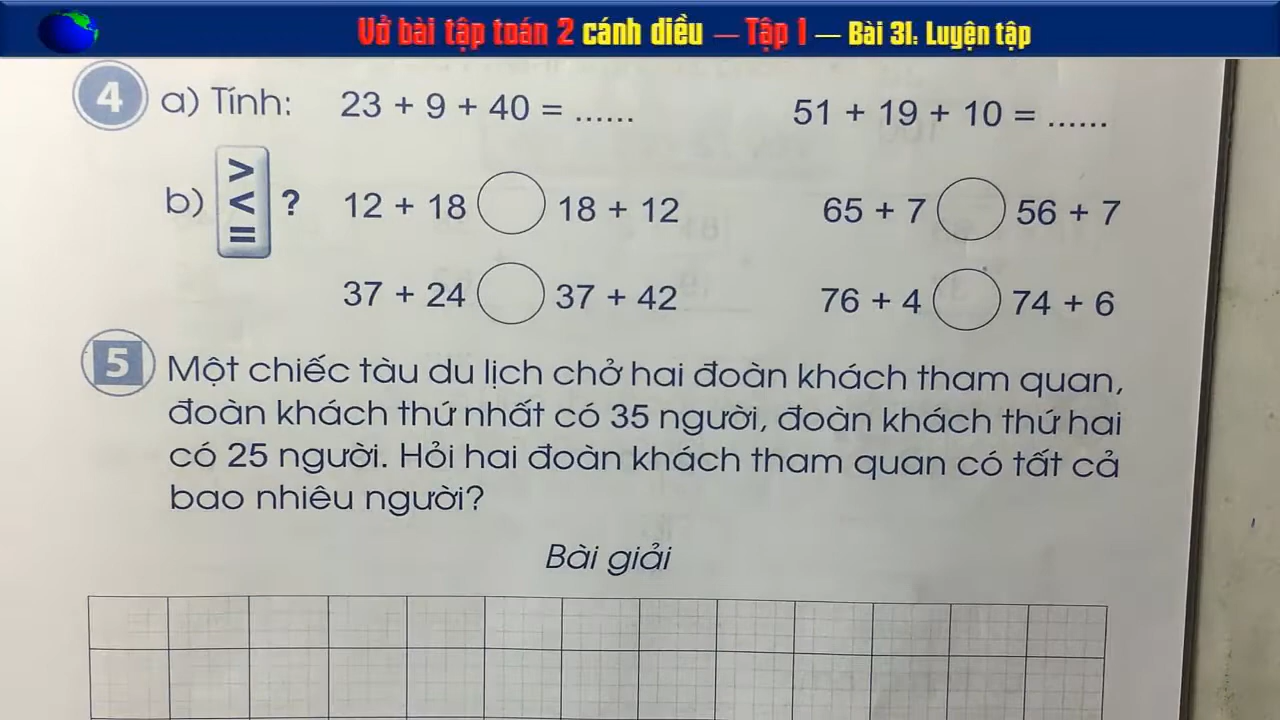 Vở bài tập toán 2 cánh diều — Tập 1 — Bài 31: Luyện tập
4 a) Tính: 23 + 9 + 40 = ...... 51 + 19 + 10 = ......
b) > < = ? 12 + 18 18 + 12 65 + 7 56 + 7
37 + 24 37 + 42 76 + 4 74 + 6
5 Một chiếc tàu du lịch chở hai đoàn khách tham quan,
đoàn khách thứ nhất có 35 người, đoàn khách thứ hai
có 25 người. Hỏi hai đoàn khách tham quan có tất cả
bao nhiêu người?
Bài giải